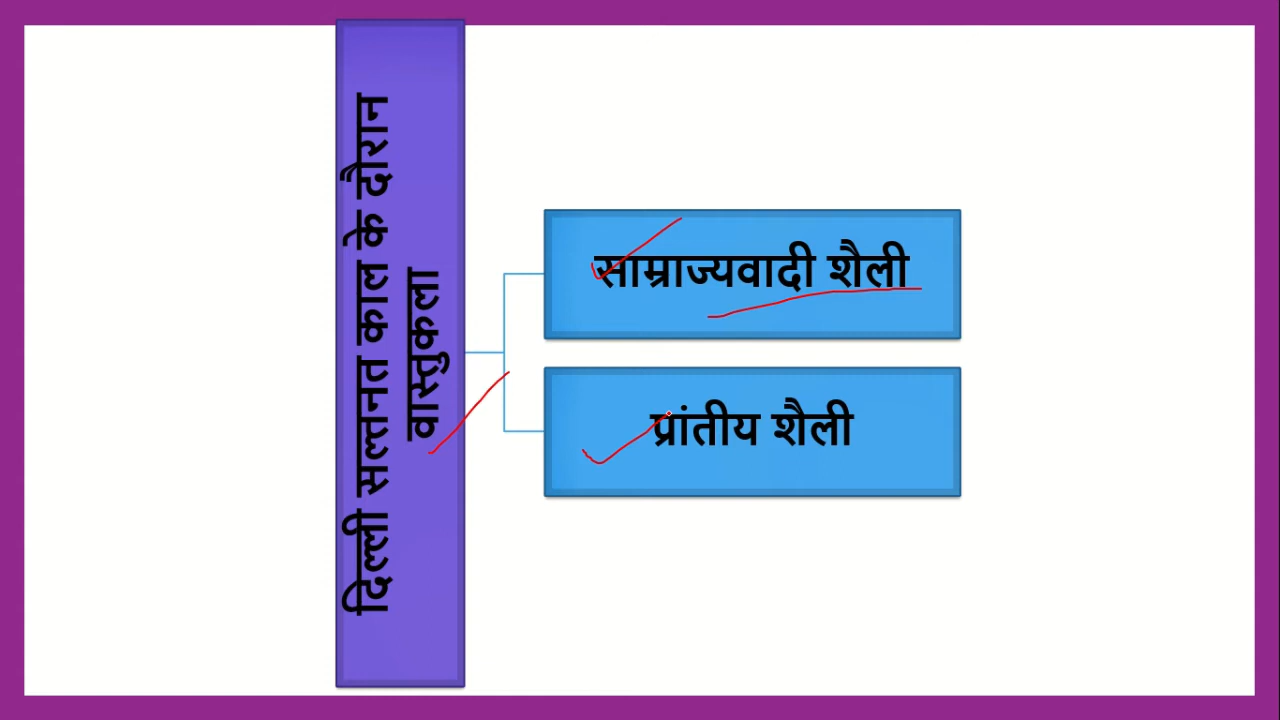 दिल्ली सल्तनत काल के दौरान
वास्तुकला
साम्राज्यवादी शैली
प्रांतीय शैली